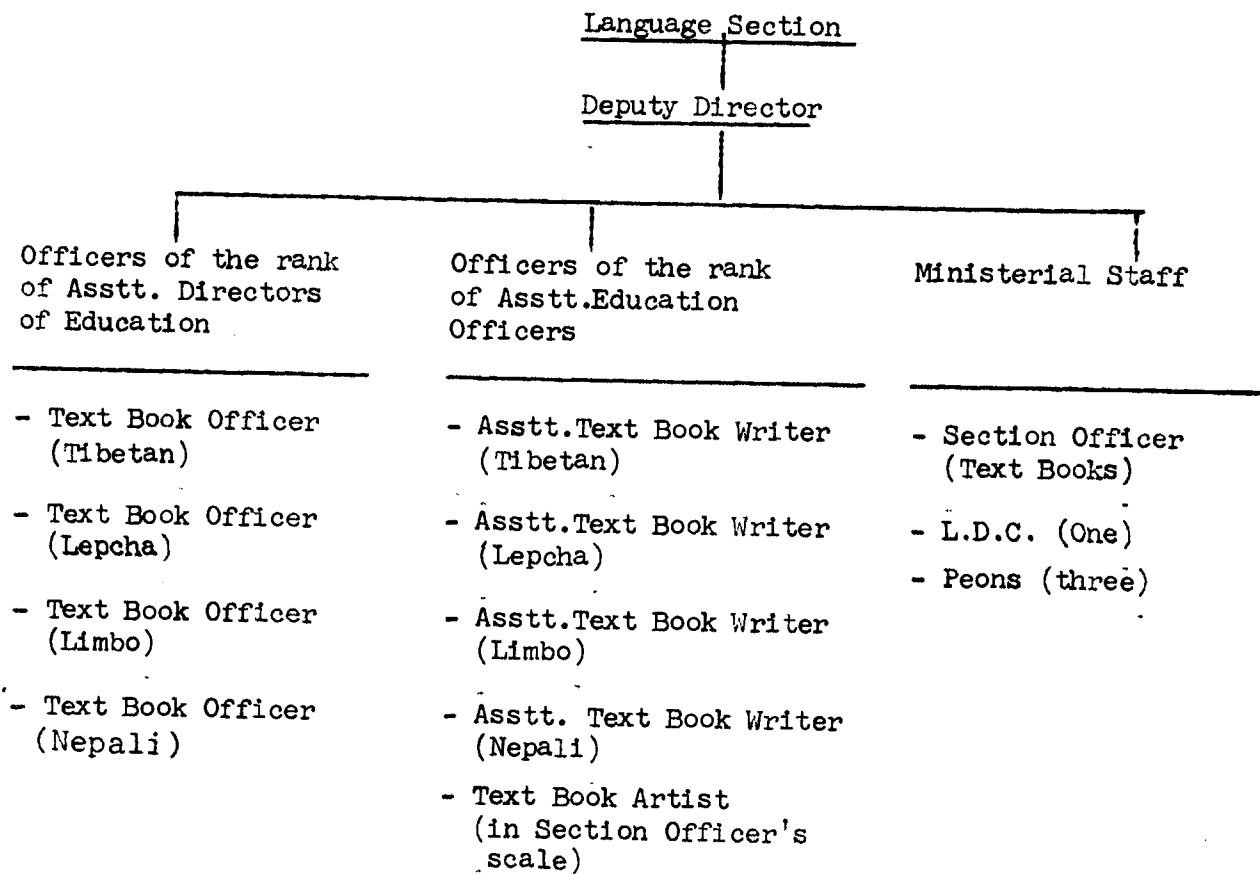 Language Section
Deputy Director
Officers of the rank
of Asstt. Directors
of Education
- Text Book Officer
(Tibetan)
- Text Book Officer
(Lepcha)
- Text Book Officer
(Limbo)
- Text Book Officer
(Nepali)
Officers of the rank
of Asstt.Education
Officers
- Asstt.Text Book Writer
(Tibetan)
- Asstt.Text Book Writer
(Lepcha)
- Asstt.Text Book Writer
(Limbo)
- Asstt. Text Book Writer
(Nepali)
- Text Book Artist
(in Section Officer's
scale)
Ministerial Staff
- Section Officer
(Text Books)
- L.D.C. (One)
- Peons (three)